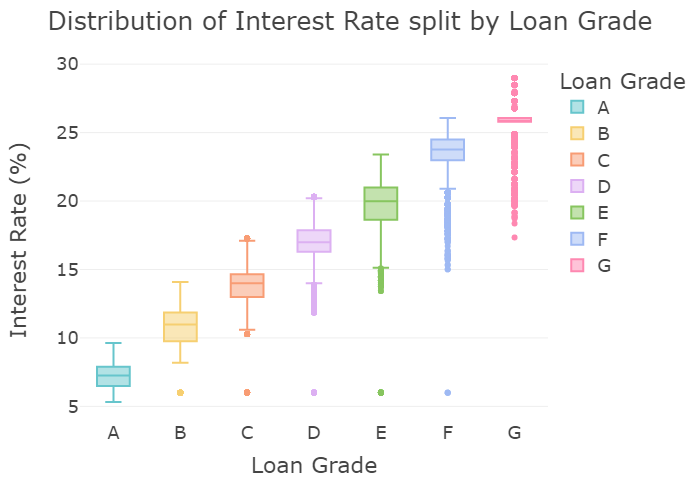 Distribution of Interest Rate split by Loan Grade
30
25
20
15
10
5
Interest Rate (%)
A B C D E F G
Loan Grade
Loan Grade
A
B
C
D
E
F
G